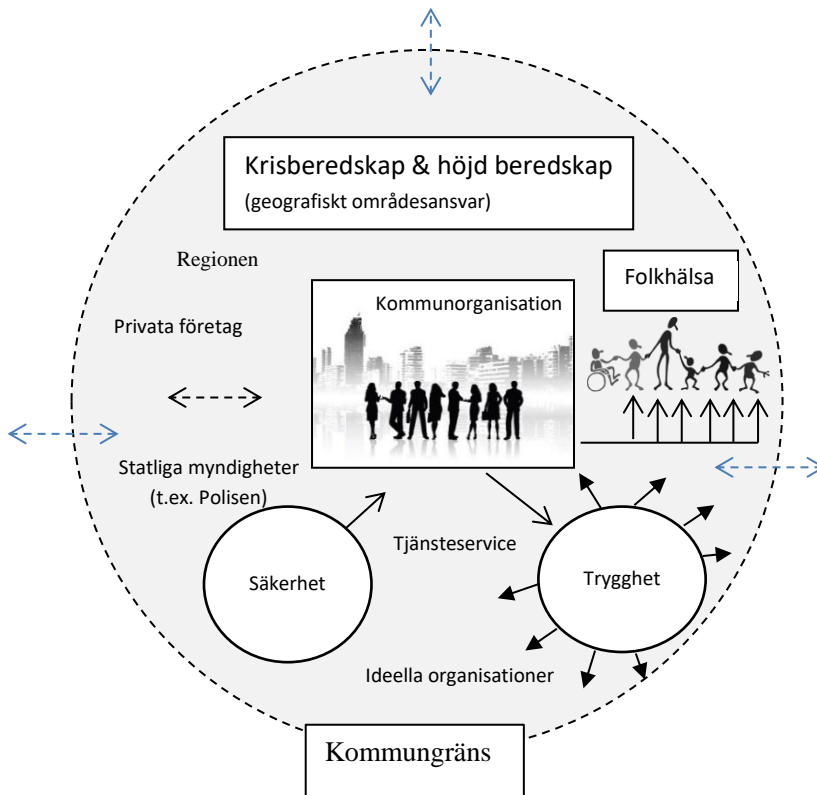 Krisberedskap & höjd beredskap
(geografiskt områdesansvar)
Regionen
Folkhälsa
Kommunorganisation
Privata företag
Statliga myndigheter
(t.ex. Polisen)
Tjänsteservice
Säkerhet
Trygghet
Ideella organisationer
Kommungräns